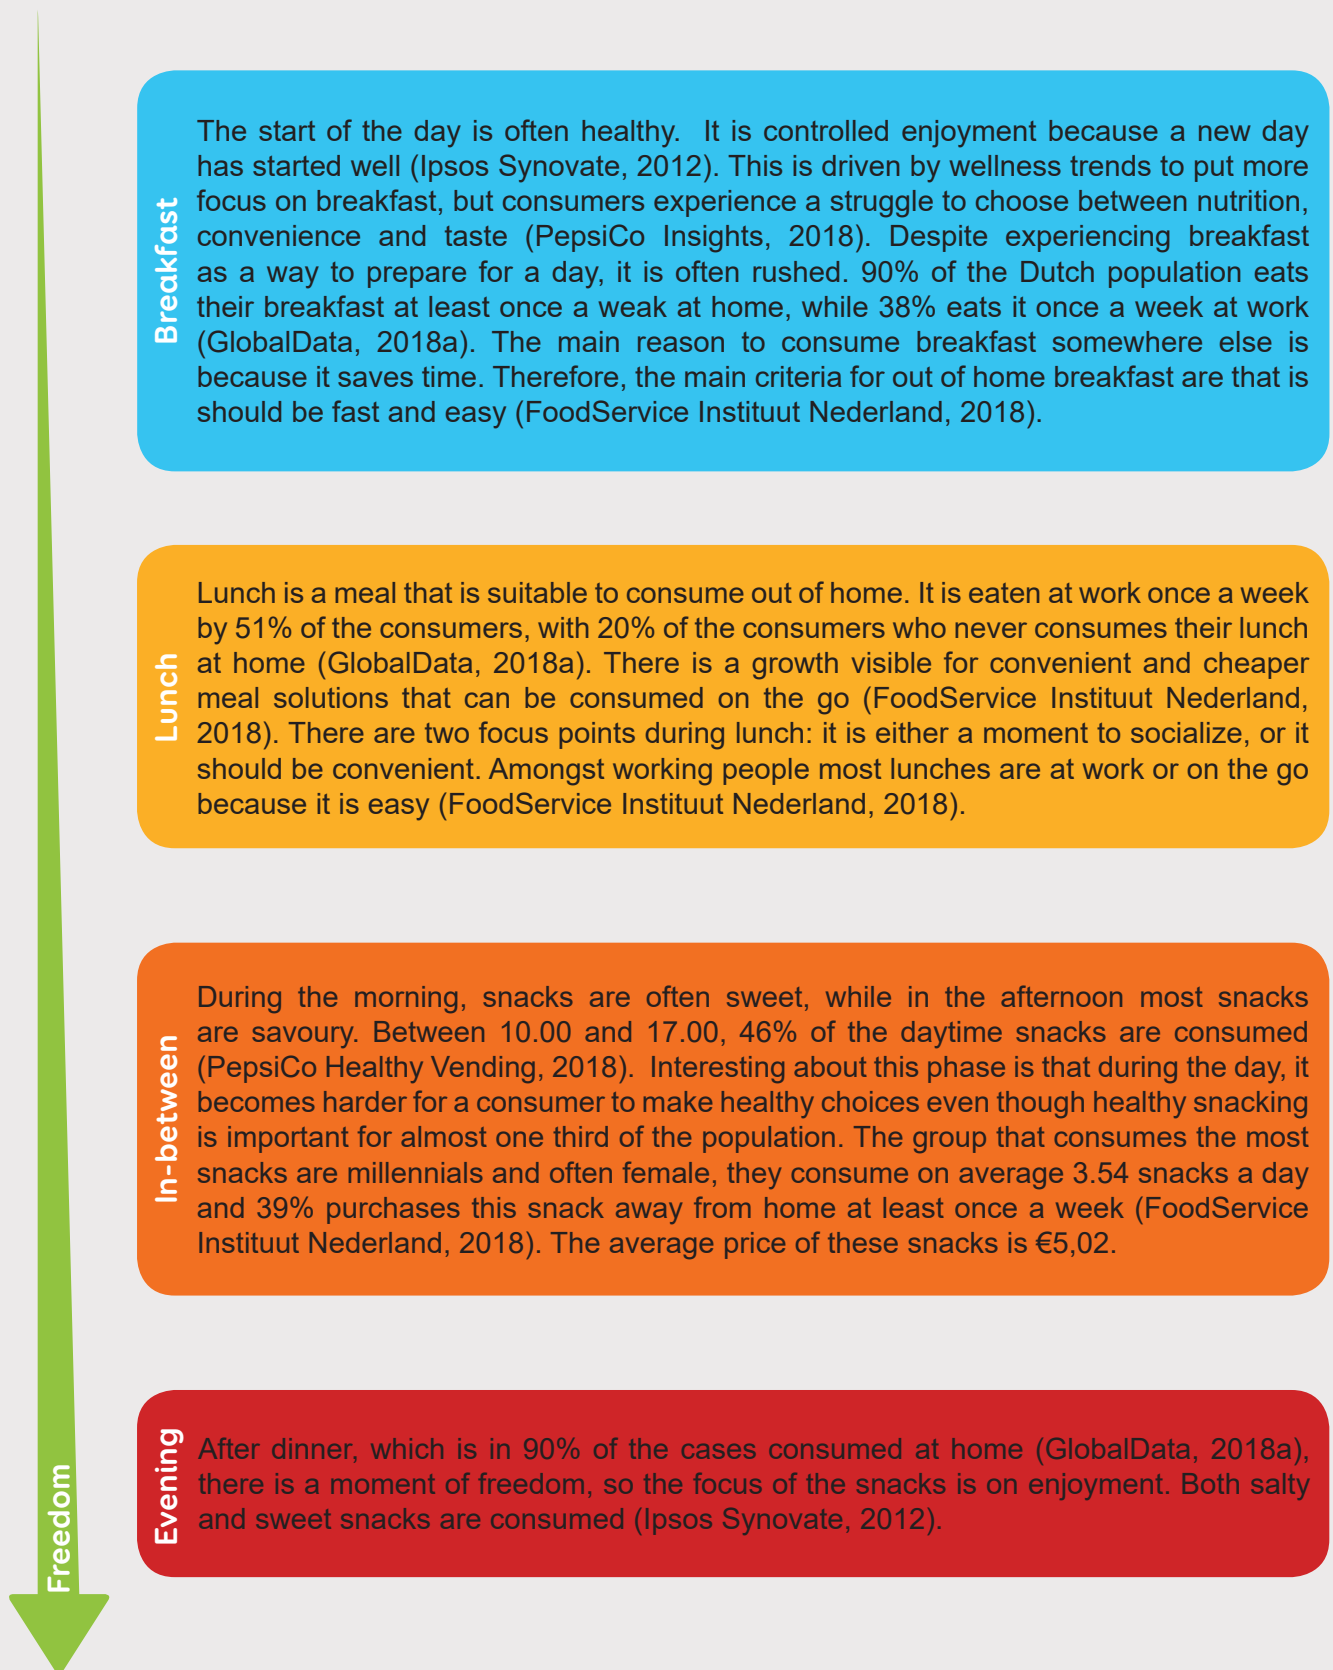 Breakfast
The start of the day is often healthy.  It is controlled enjoyment because a new day
has started well (Ipsos Synovate, 2012). This is driven by wellness trends to put more
focus on breakfast, but consumers experience a struggle to choose between nutrition,
convenience and taste (PepsiCo Insights, 2018). Despite experiencing breakfast
as a way to prepare for a day, it is often rushed. 90% of the Dutch population eats
their breakfast at least once a weak at home, while 38% eats it once a week at work
(GlobalData, 2018a). The main reason to consume breakfast somewhere else is
because it saves time. Therefore, the main criteria for out of home breakfast are that is
should be fast and easy (FoodService Instituut Nederland, 2018).
Lunch
Lunch is a meal that is suitable to consume out of home. It is eaten at work once a week
by 51% of the consumers, with 20% of the consumers who never consumes their lunch
at home (GlobalData, 2018a). There is a growth visible for convenient and cheaper
meal solutions that can be consumed on the go (FoodService Instituut Nederland,
2018). There are two focus points during lunch: it is either a moment to socialize, or it
should be convenient. Amongst working people most lunches are at work or on the go
because it is easy (FoodService Instituut Nederland, 2018).
In-between
During the morning, snacks are often sweet, while in the afternoon most snacks
are savoury. Between 10.00 and 17.00, 46% of the daytime snacks are consumed
(PepsiCo Healthy Vending, 2018).  Interesting about this phase is that during the day, it
becomes harder for a consumer to make healthy choices even though healthy snacking
is important for almost one third of the population. The group that consumes the most
snacks are millennials and often female, they consume on average 3.54 snacks a day
and 39% purchases this snack away from home at least once a week (FoodService
Instituut Nederland, 2018). The average price of these snacks is €5,02.
Evening
After dinner, which is in 90% of the cases consumed at home (GlobalData, 2018a),
there is a moment of freedom, so the focus of the snacks is on enjoyment. Both salty
and sweet snacks are consumed (Ipsos Synovate, 2012).
Freedom